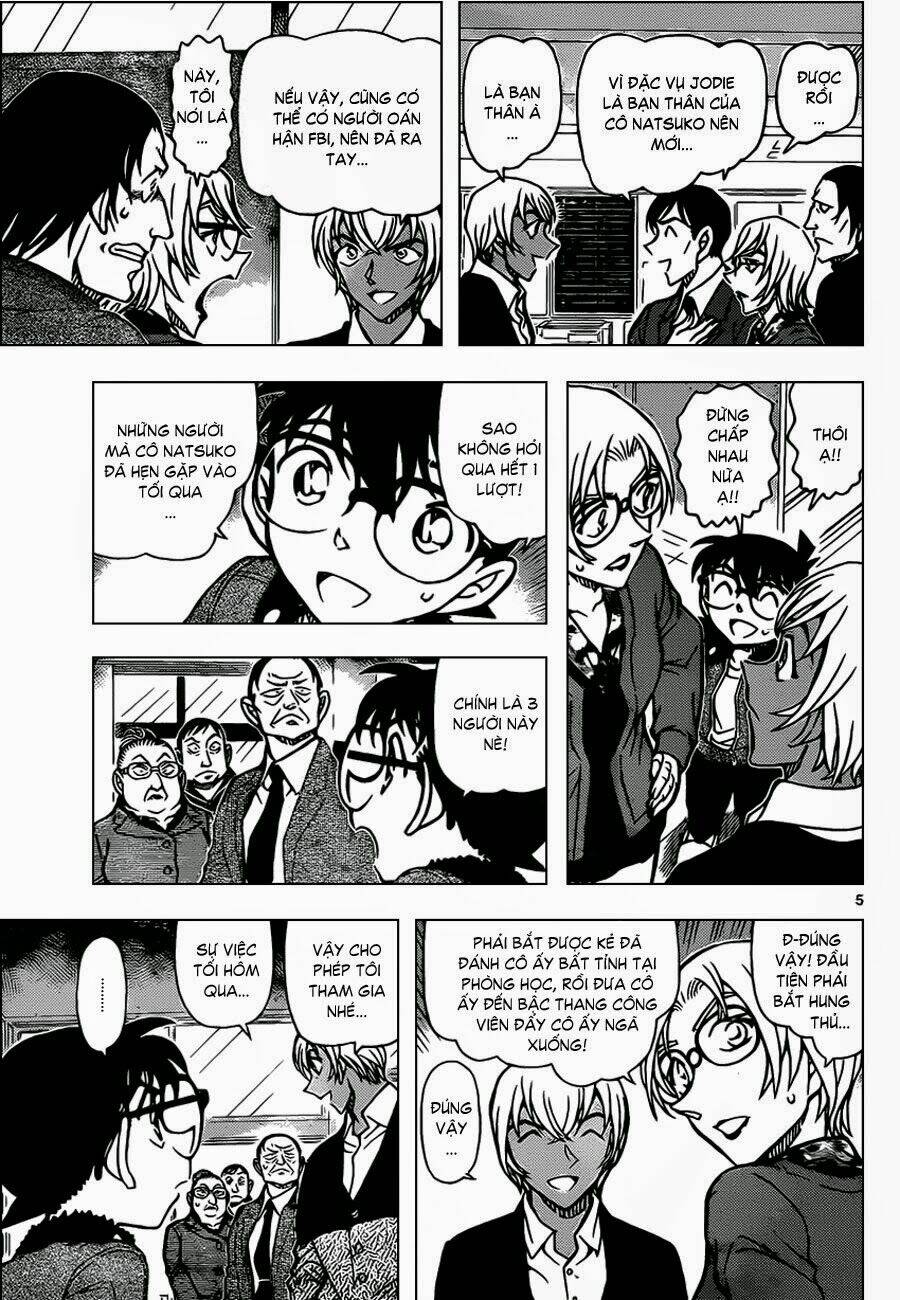 ĐƯỢC
RỒI
...
VÌ ĐẶC VỤ JODIE
LÀ BẠN THÂN CỦA
CÔ NATSUKO NÊN
MỚI...
LÀ BẠN
THÂN À
...
NẾU VẬY, CŨNG CÓ
THỂ CÓ NGƯỜI OÁN
HẬN FBI, NÊN ĐÃ RA
TAY...
NÀY,
TÔI
NÓI LÀ
...
THÔI
Ạ!!
ĐỪNG
CHẤP
NHAU
NỮA
Ạ!!
SAO
KHÔNG HỎI
QUA HẾT 1
LƯỢT!
NHỮNG NGƯỜI
MÀ CÔ NATSUKO
ĐÃ HẸN GẶP VÀO
TỐI QUA
...
CHÍNH LÀ 3
NGƯỜI NÀY
NÈ!
5
Đ-ĐÚNG
VẬY! ĐẦU
TIÊN PHẢI
BẮT HUNG
THỦ...
PHẢI BẮT ĐƯỢC KẺ ĐÃ
ĐÁNH CÔ ẤY BẤT TỈNH TẠI
PHÒNG HỌC, RỒI ĐƯA CÔ
ẤY ĐẾN BẬC THANG CÔNG
VIÊN ĐẨY CÔ ẤY NGÃ
XUỐNG!
ĐÚNG
VẬY
...
VẬY CHO
PHÉP TÔI
THAM GIA
NHÉ...
SỰ VIỆC
TỐI HÔM
QUA...
........